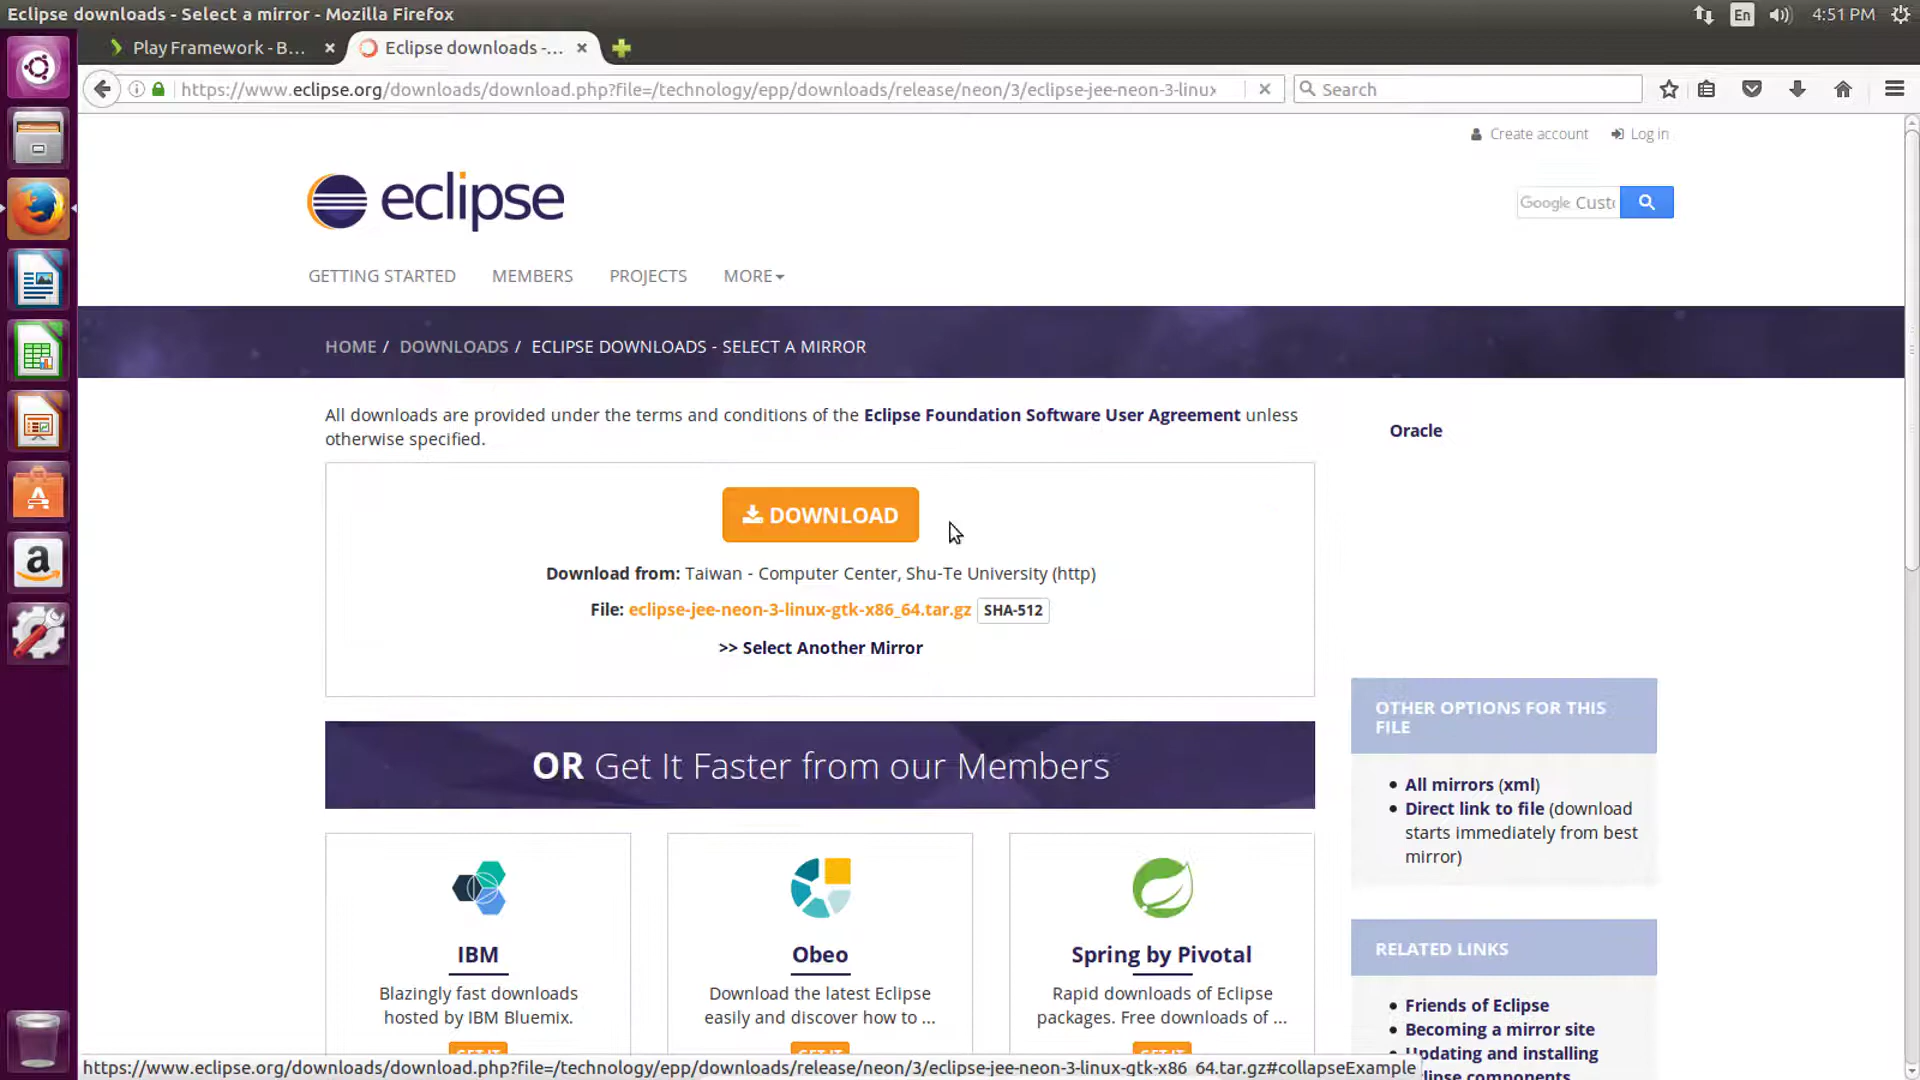 Eclipse downloads - Select a mirror - Mozilla Firefox
En
4:51 PM
Play Framework - B...
Eclipse downloads -...
https://www.eclipse.org/downloads/download.php?file=/technology/epp/downloads/release/neon/3/eclipse-jee-neon-3-linux
Search
Create account
Log in
eclipse
Google Cust
GETTING STARTED
MEMBERS
PROJECTS
MORE
HOME / DOWNLOADS / ECLIPSE DOWNLOADS - SELECT A MIRROR
All downloads are provided under the terms and conditions of the Eclipse Foundation Software User Agreement unless
otherwise specified.
Oracle
DOWNLOAD
Download from: Taiwan - Computer Center, Shu-Te University (http)
File: eclipse-jee-neon-3-linux-gtk-x86_64.tar.gz SHA-512
>> Select Another Mirror
OTHER OPTIONS FOR THIS
FILE
All mirrors (xml)
Direct link to file (download
starts immediately from best
mirror)
OR Get It Faster from our Members
IBM
Blazingly fast downloads
hosted by IBM Bluemix.
GET IT
Obeo
Download the latest Eclipse
easily and discover how to ...
GET IT
Spring by Pivotal
Rapid downloads of Eclipse
packages. Free downloads of ...
GET IT
RELATED LINKS
Friends of Eclipse
Becoming a mirror site
Updating and installing
eclipse components
https://www.eclipse.org/downloads/download.php?file=/technology/epp/downloads/release/neon/3/eclipse-jee-neon-3-linux-gtk-x86_64.tar.gz#collapseExample